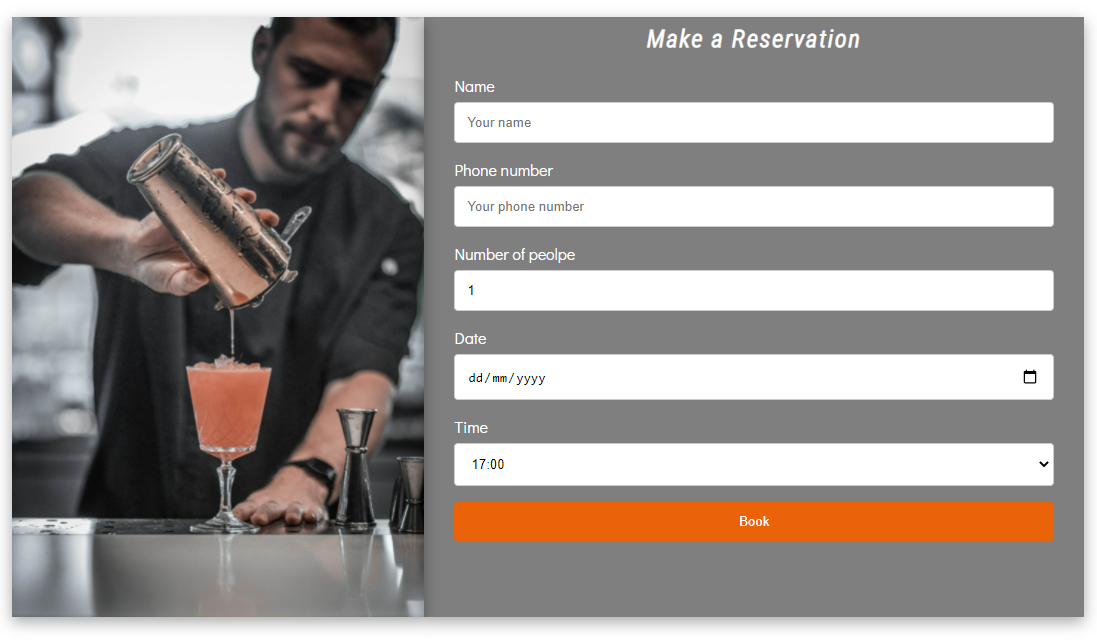 Make a Reservation
Name
Your name
Phone number
Your phone number
Number of peolpe
1
Date
dd/mm/yyyy
Time
17:00
Book